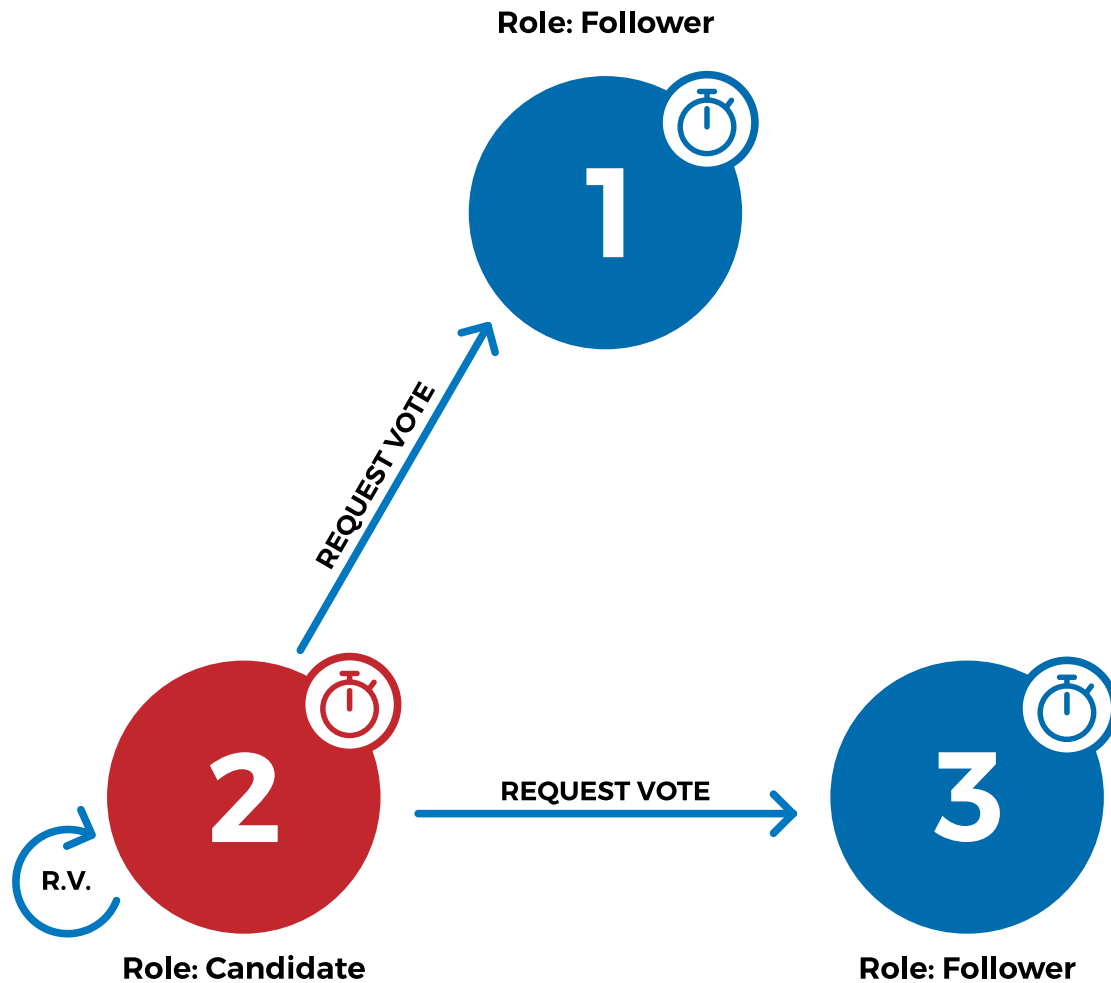 Role: Follower
1
REQUEST VOTE
2
REQUEST VOTE
3
R.V.
Role: Candidate
Role: Follower